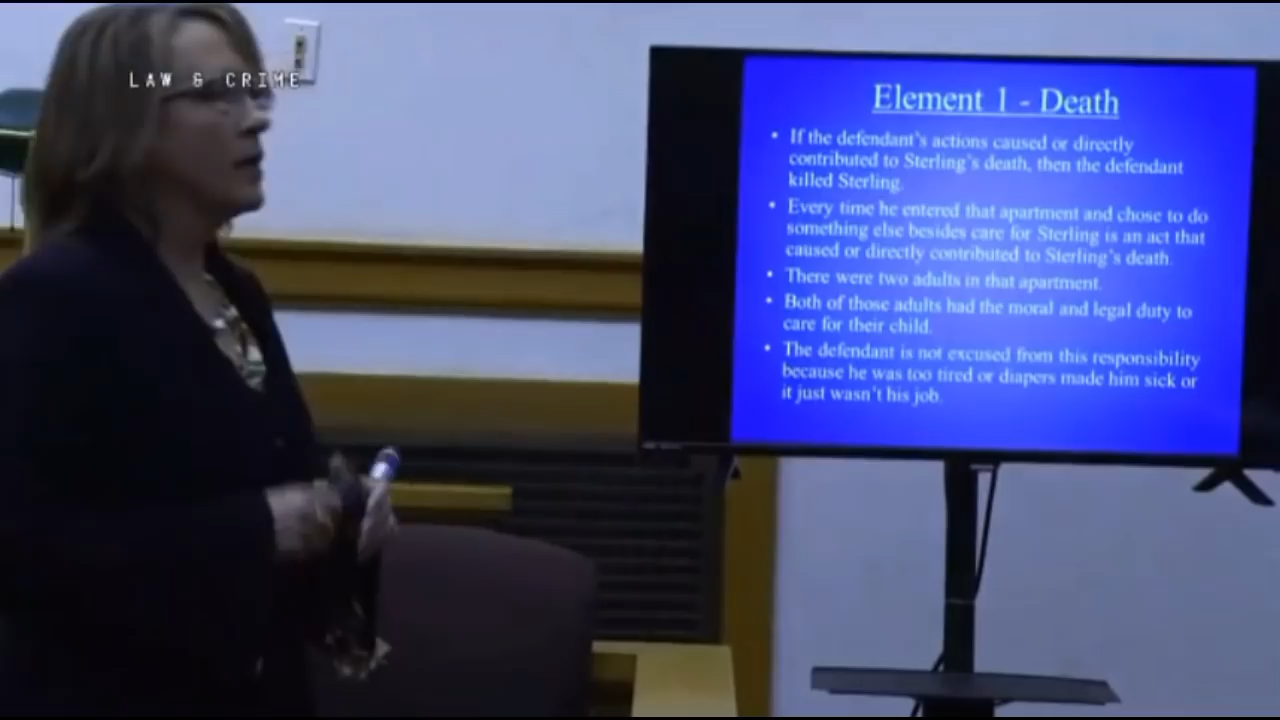 LAW & CRIME
Element 1 - Death
• If the defendant's actions caused or directly
contributed to Sterling's death, then the defendant
killed Sterling.
• Every time he entered that apartment and chose to do
something else besides care for Sterling is an act that
caused or directly contributed to Sterling's death.
• There were two adults in that apartment.
• Both of those adults had the moral and legal duty to
care for their child.
• The defendant is not excused from this responsibility
because he was too tired or diapers made him sick or
it just wasn't his job.